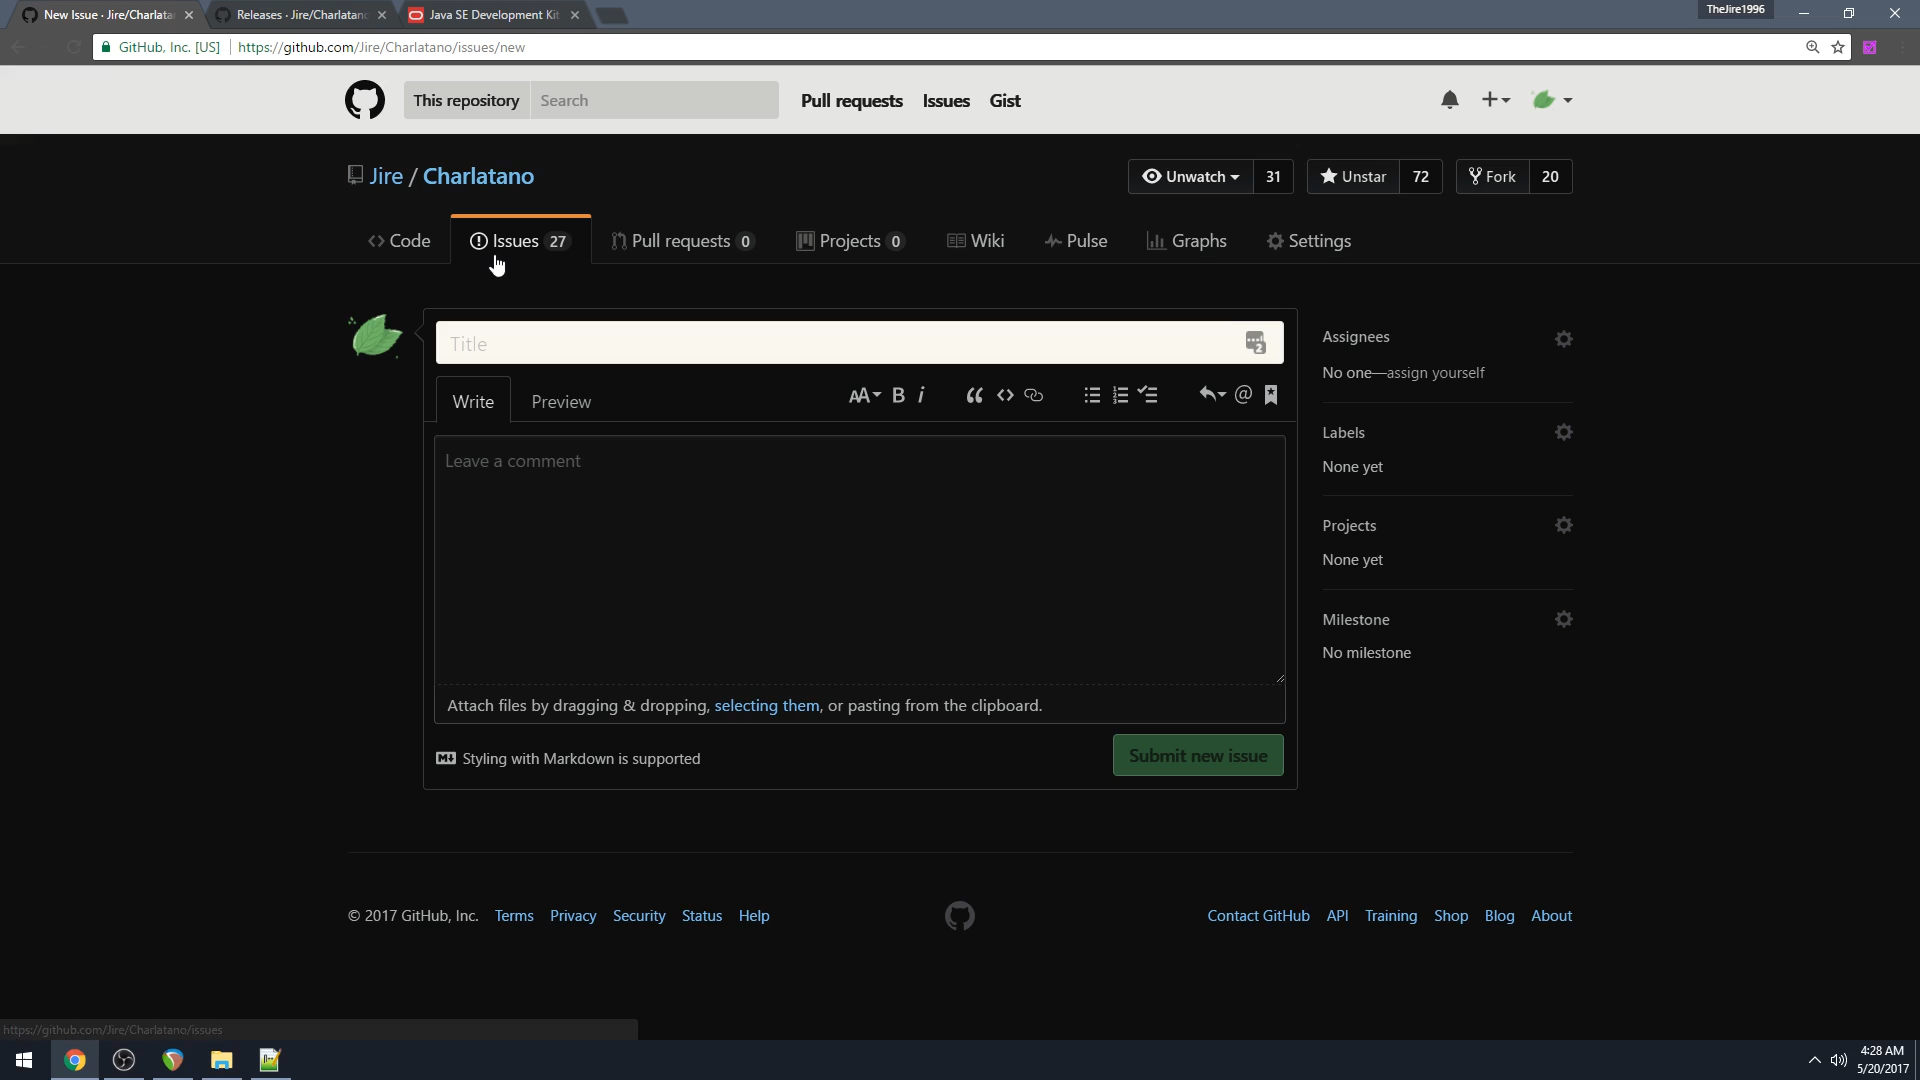 New Issue · Jire/Charlata
Releases · Jire/Charlatano
Java SE Development Kit
TheJire1996
GitHub, Inc. [US]
https://github.com/Jire/Charlatano/issues/new
This repository
Search
Pull requests
Issues
Gist
Jire / Charlatano
Unwatch
31
Unstar
72
Fork
20
Code
Issues 27
Pull requests 0
Projects 0
Wiki
Pulse
Graphs
Settings
Title
2
Write
Preview
AA B i
Leave a comment
Attach files by dragging & dropping, selecting them, or pasting from the clipboard.
Styling with Markdown is supported
Submit new issue
Assignees
No one—assign yourself
Labels
None yet
Projects
None yet
Milestone
No milestone
© 2017 GitHub, Inc.
Terms
Privacy
Security
Status
Help
Contact GitHub
API
Training
Shop
Blog
About
https://github.com/Jire/Charlatano/issues
4:28 AM
5/20/2017